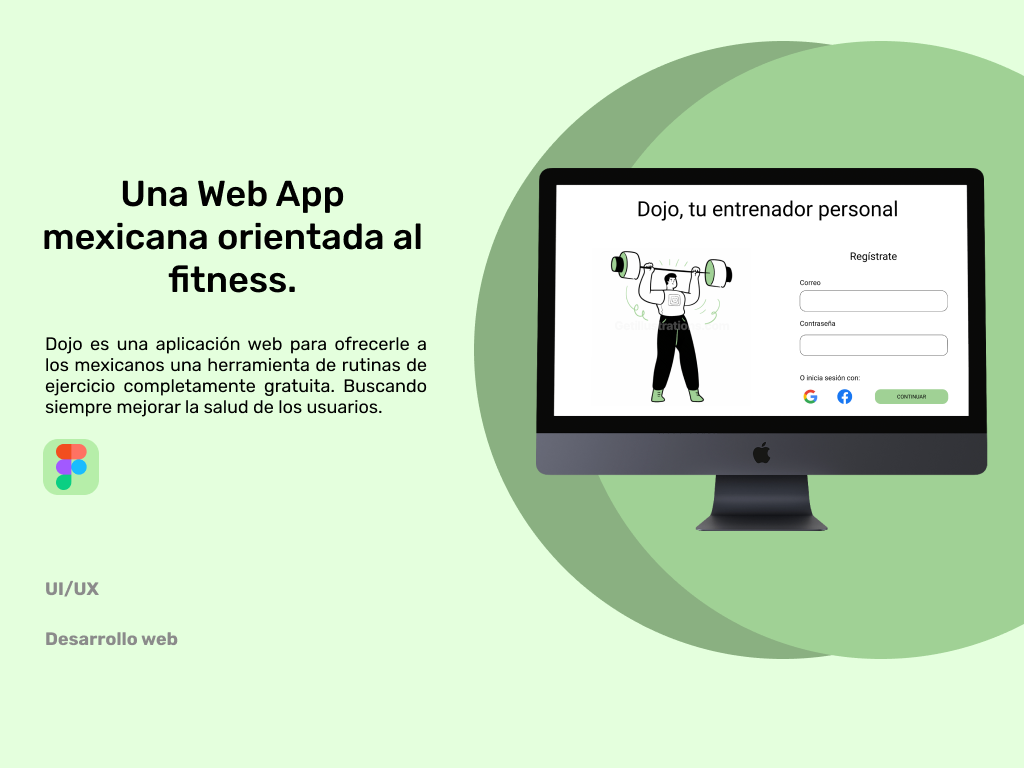 Una Web App
mexicana orientada al
fitness.
Dojo es una aplicación web para ofrecerle a
los mexicanos una herramienta de rutinas de
ejercicio completamente gratuita. Buscando
siempre mejorar la salud de los usuarios.
UI/UX
Desarrollo web
Dojo, tu entrenador personal
Regístrate
Correo
Contraseña
O inicia sesión con:
CONTINUAR